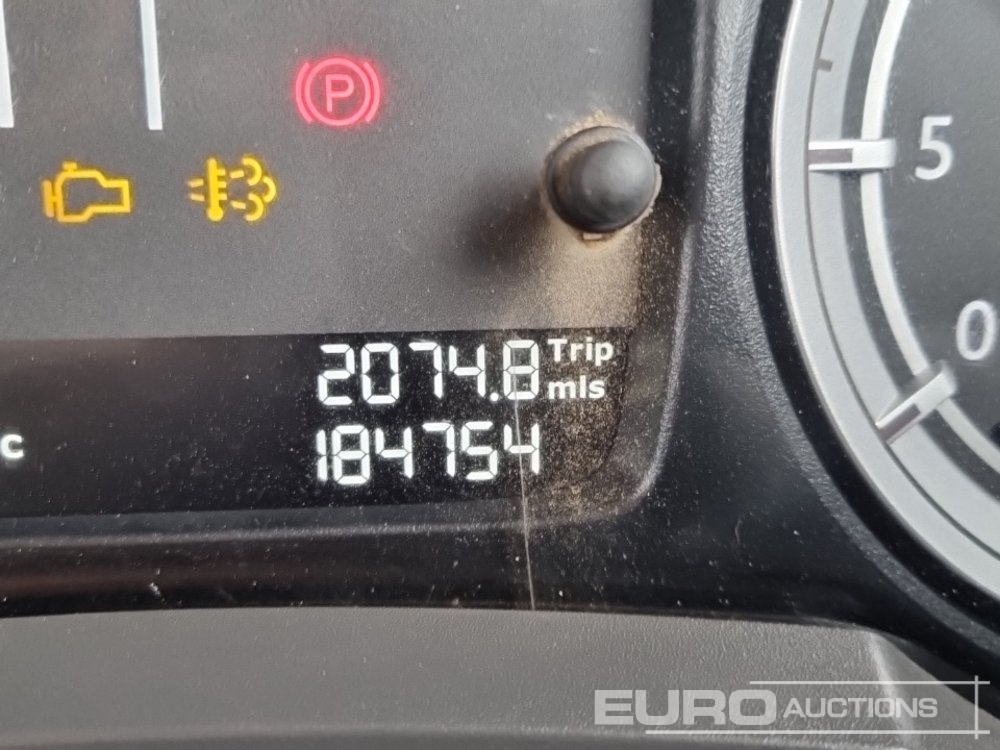 P
5
0
2074.8 Trip
mls
c
184754
EURO AUCTIONS